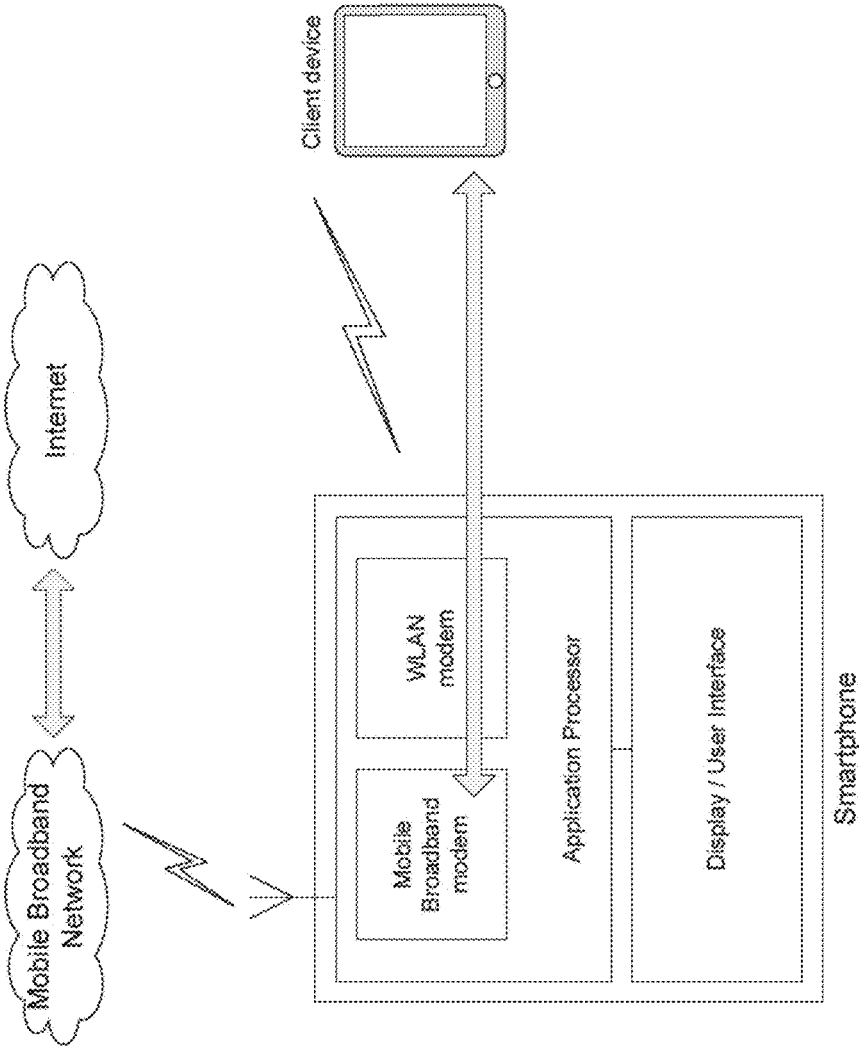 Mobile Broadband
Network
Internet
Client device
Mobile
Broadband
modem
WLAN
modem
Application Processor
Display / User Interface
Smartphone